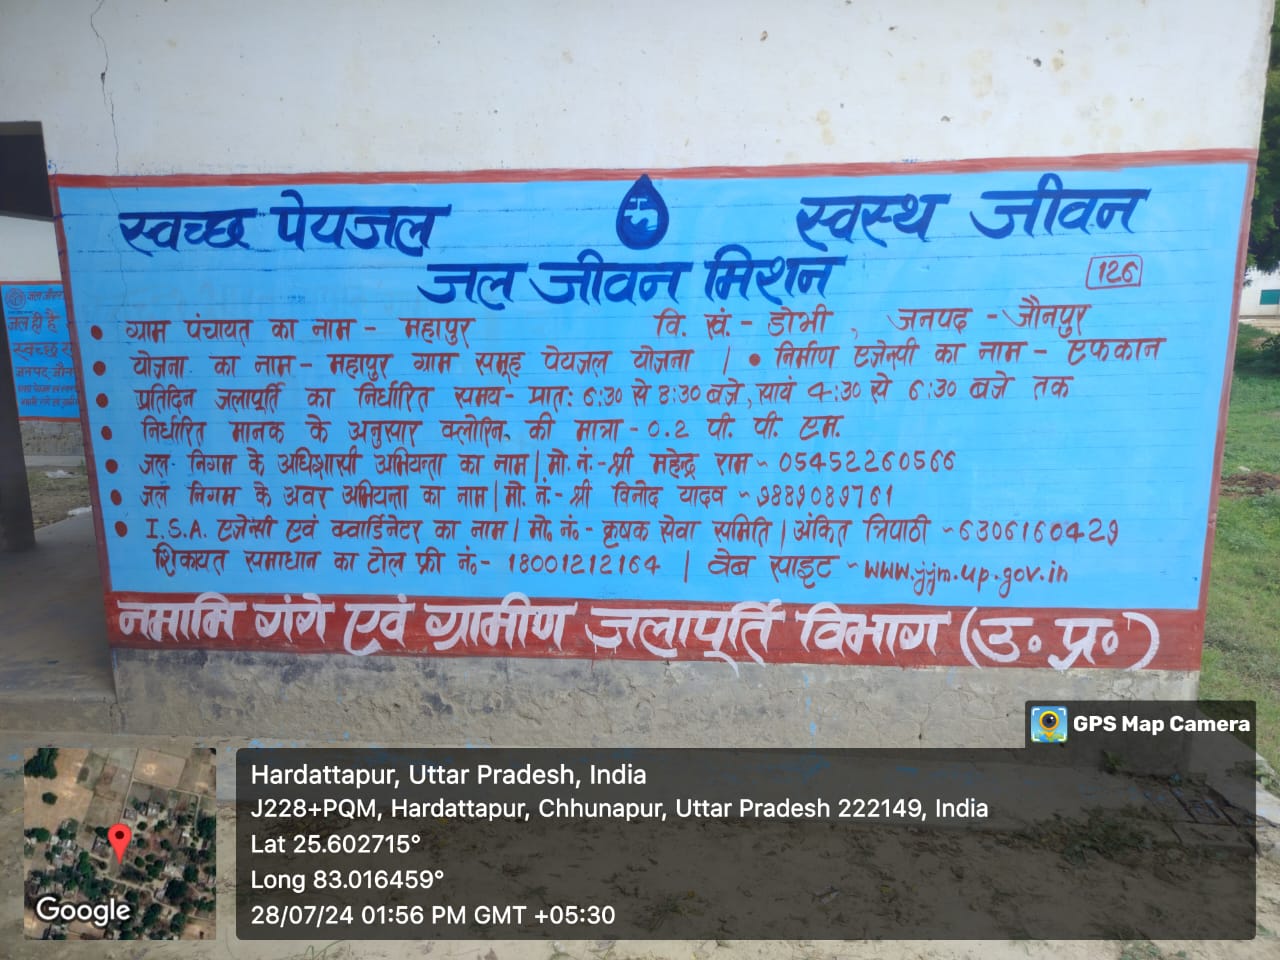 स्वच्छ पेयजल स्वस्थ जीवन
जल जीवन मिशन
126
• ग्राम पंचायत का नाम - महापुर वि. खं. - डोभी , जनपद - जौनपुर
• योजना का नाम - महापुर ग्राम समूह पेयजल योजना | • निर्माण एजेन्सी का नाम - एफकान
• प्रतिदिन जलापूर्ति का निर्धारित समय - प्रात: 6:30 से 8:30 बजे, सायं 4:30 से 6:30 बजे तक
• निर्धारित मानक के अनुसार क्लोरिन की मात्रा - 0.2 पी. पी. एम.
• जल निगम के अधिशासी अभियन्ता का नाम | मो. नं. - श्री महेन्द्र राम ~ 05452260566
• जल निगम के अवर अभियन्ता का नाम | मो. नं. - श्री विनोद यादव ~ 9889089761
• I.S.A. एजेन्सी एवं क्वार्डिनेटर का नाम | मो. नं. - कृषक सेवा समिति | अंकित त्रिपाठी ~ 6306160429
शिकायत समाधान का टोल फ्री नं. - 18001212164 | वेब साइट ~ www.jjm.up.gov.in
नमामि गंगे एवं ग्रामीण जलापूर्ति विभाग (उ. प्र.)
जल ही है
स्वच्छ
GPS Map Camera
Hardattapur, Uttar Pradesh, India
J228+PQM, Hardattapur, Chhunapur, Uttar Pradesh 222149, India
Lat 25.602715°
Long 83.016459°
28/07/24 01:56 PM GMT +05:30
Google